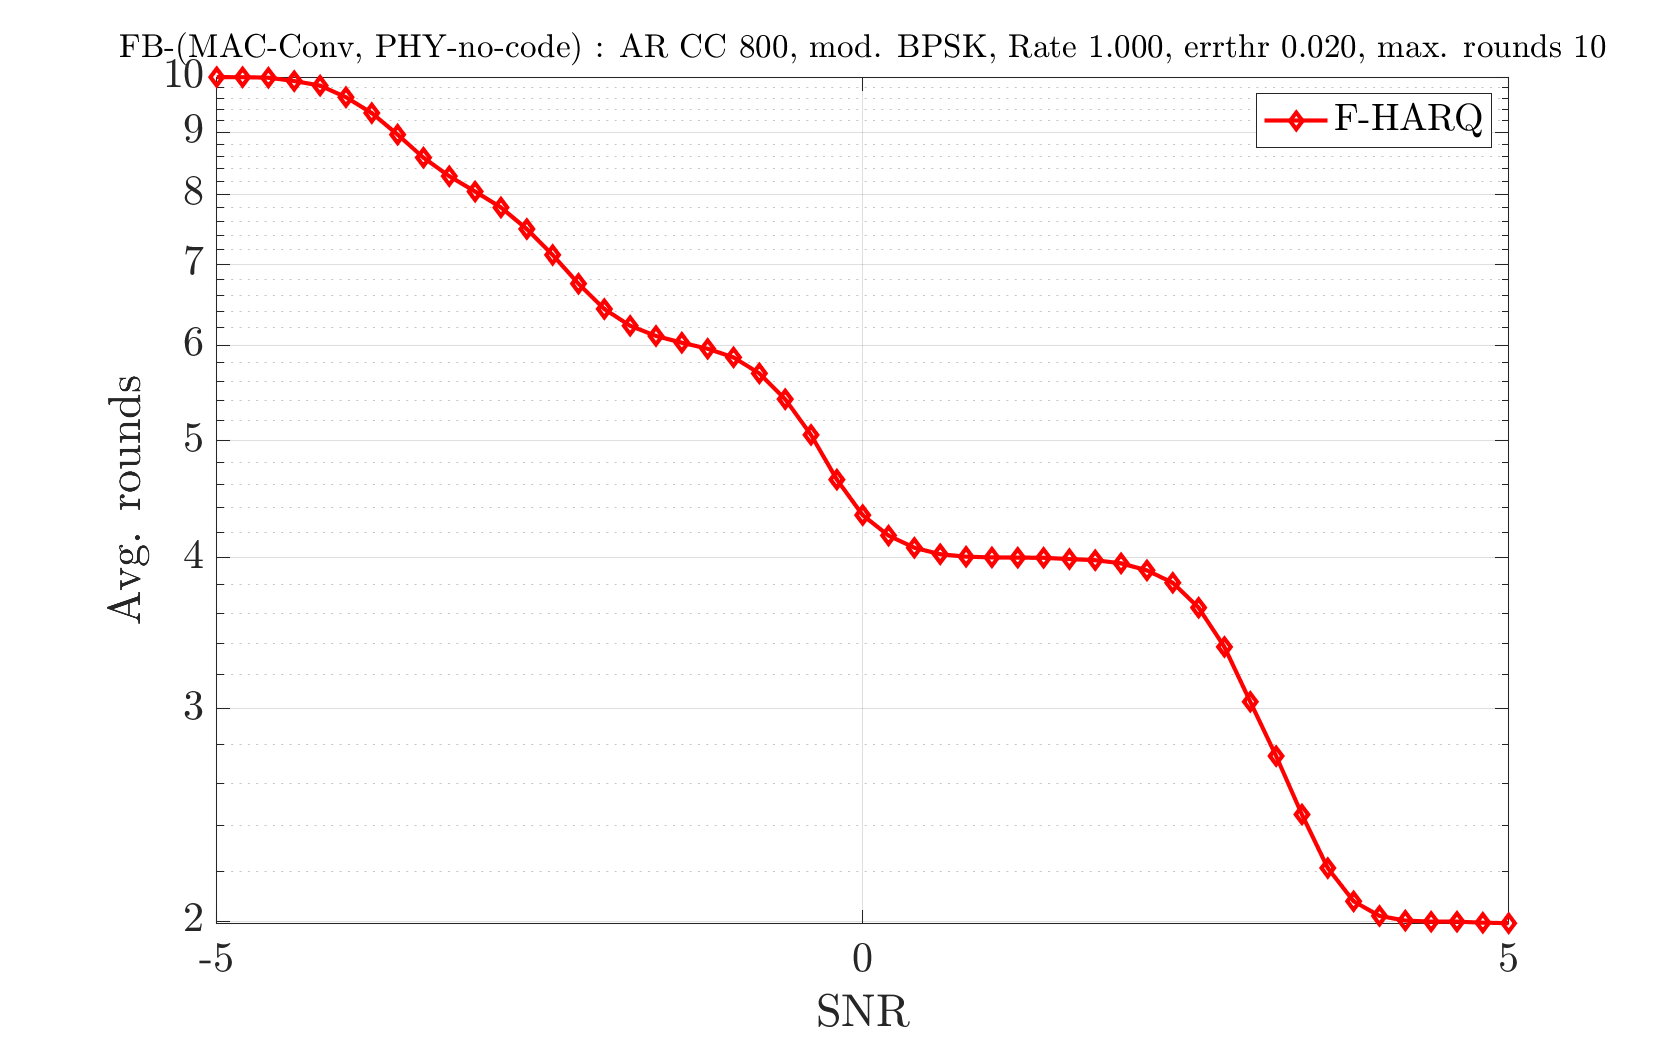 FB-(MAC-Conv, PHY-no-code) : AR CC 800, mod. BPSK, Rate 1.000, errthr 0.020, max. rounds 10
F-HARQ
10
9
8
7
6
5
4
3
2
Avg. rounds
-5 0 5
SNR